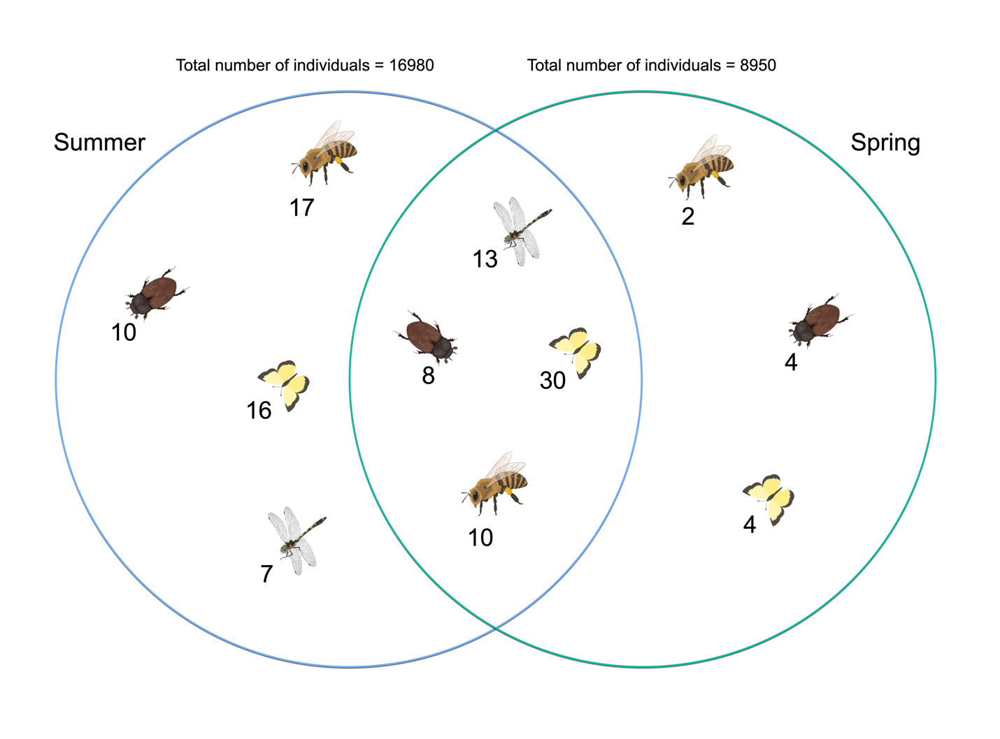 Total number of individuals = 16980
Total number of individuals = 8950
Summer
Spring
17
2
13
10
4
8
30
16
4
10
7